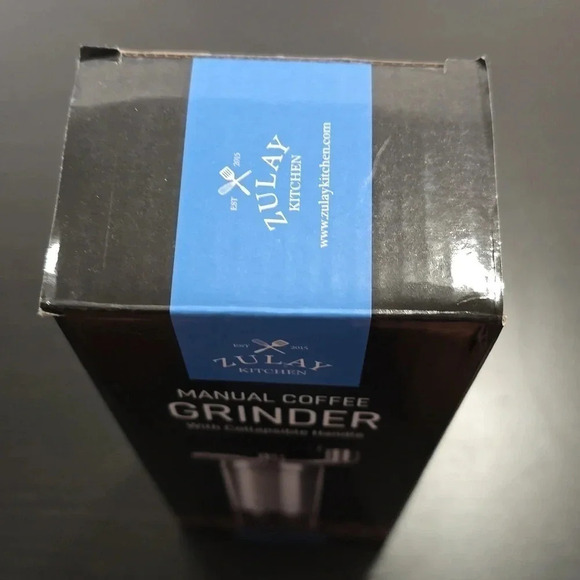 EST 2015
ZULAY
KITCHEN
www.zulaykitchen.com
EST 2015
ZULAY
KITCHEN
MANUAL COFFEE
GRINDER
With Collapsible Handle